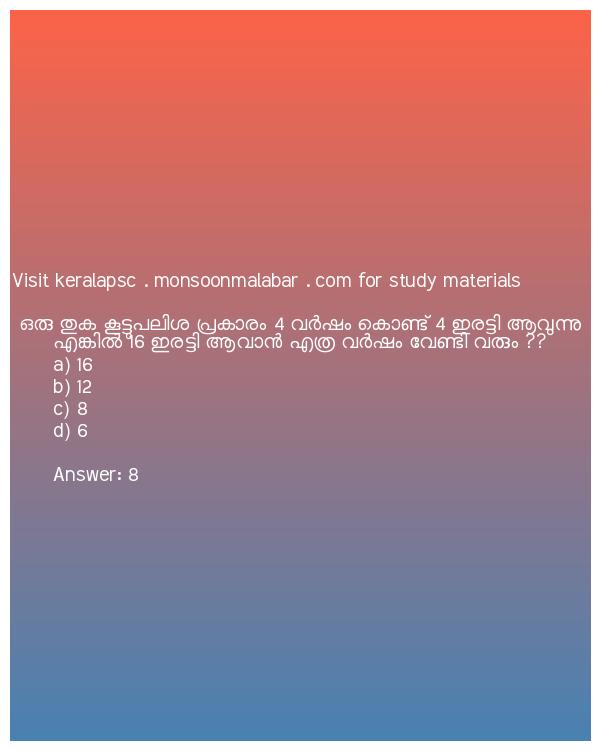 Visit keralapsc . monsoonmalabar . com for study materials
ഒരു തുക കൂട്ടുപലിശ പ്രകാരം 4 വർഷം കൊണ്ട് 4 ഇരട്ടി ആവുന്നു
എങ്കിൽ 16 ഇരട്ടി ആവാൻ എത്ര വർഷം വേണ്ടി വരും ??
a) 16
b) 12
c) 8
d) 6
Answer: 8